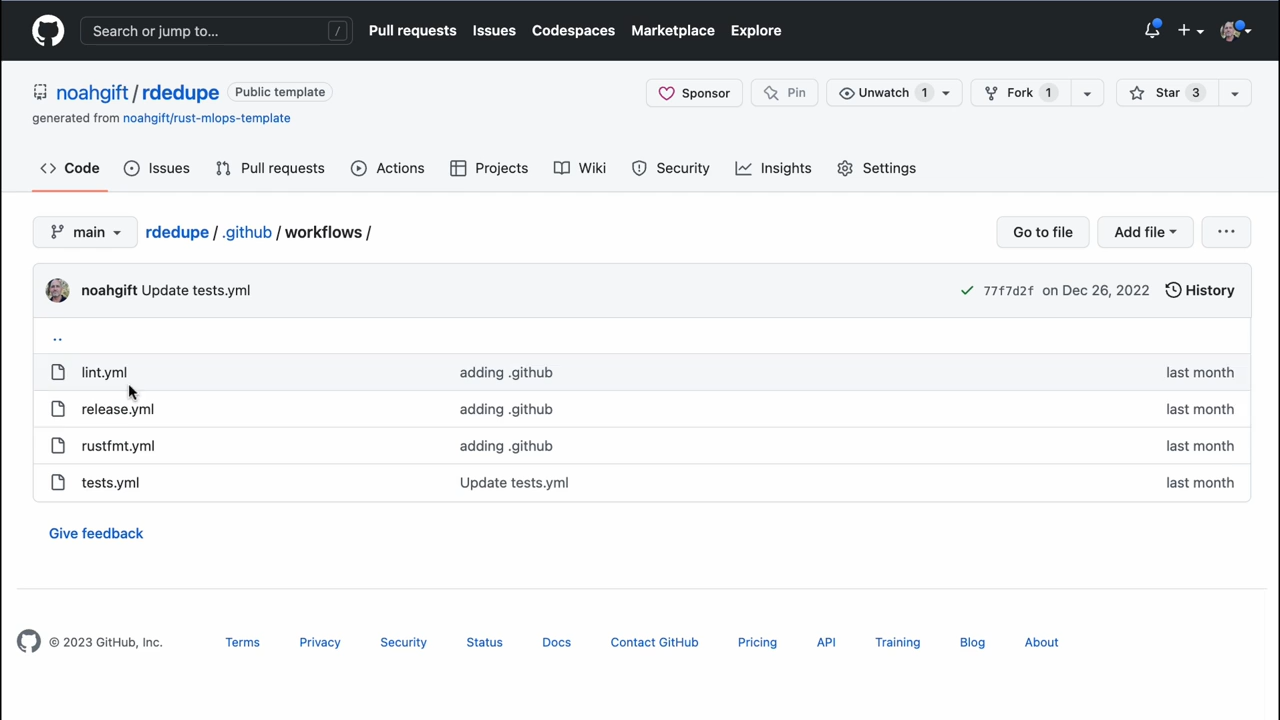 Search or jump to... / Pull requests Issues Codespaces Marketplace Explore
noahgift / rdedupe Public template Sponsor Pin Unwatch 1 Fork 1 Star 3
generated from noahgift/rust-mlops-template
<> Code Issues Pull requests Actions Projects Wiki Security Insights Settings
main rdedupe / .github / workflows / Go to file Add file ...
noahgift Update tests.yml 77f7d2f on Dec 26, 2022 History
..
lint.yml adding .github last month
release.yml adding .github last month
rustfmt.yml adding .github last month
tests.yml Update tests.yml last month
Give feedback
© 2023 GitHub, Inc. Terms Privacy Security Status Docs Contact GitHub Pricing API Training Blog About